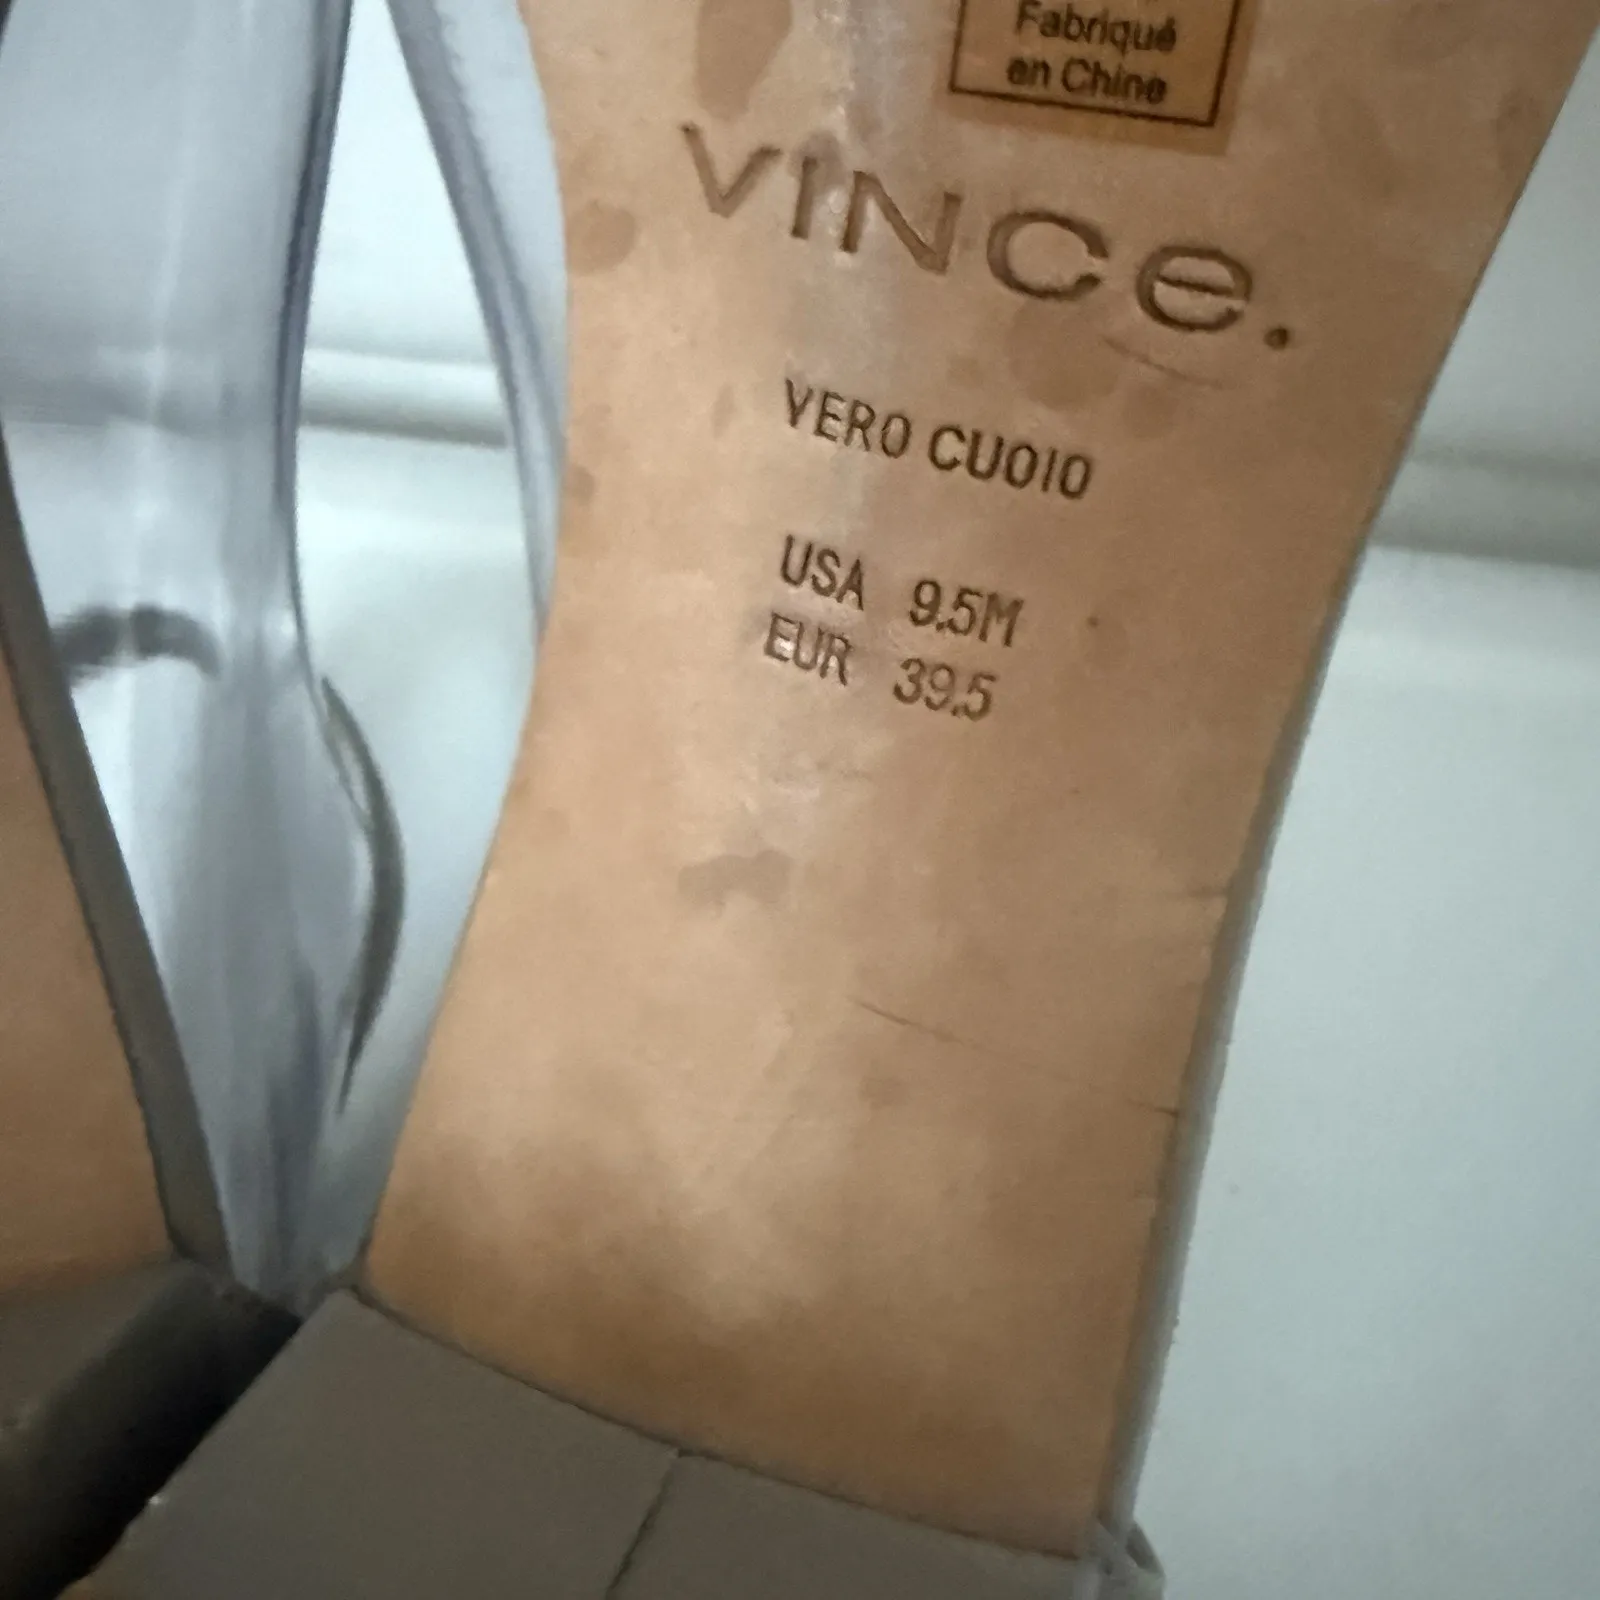 Fabriqué
en Chine
VINCe.
VERO CUOIO
USA 9.5M
EUR 39.5